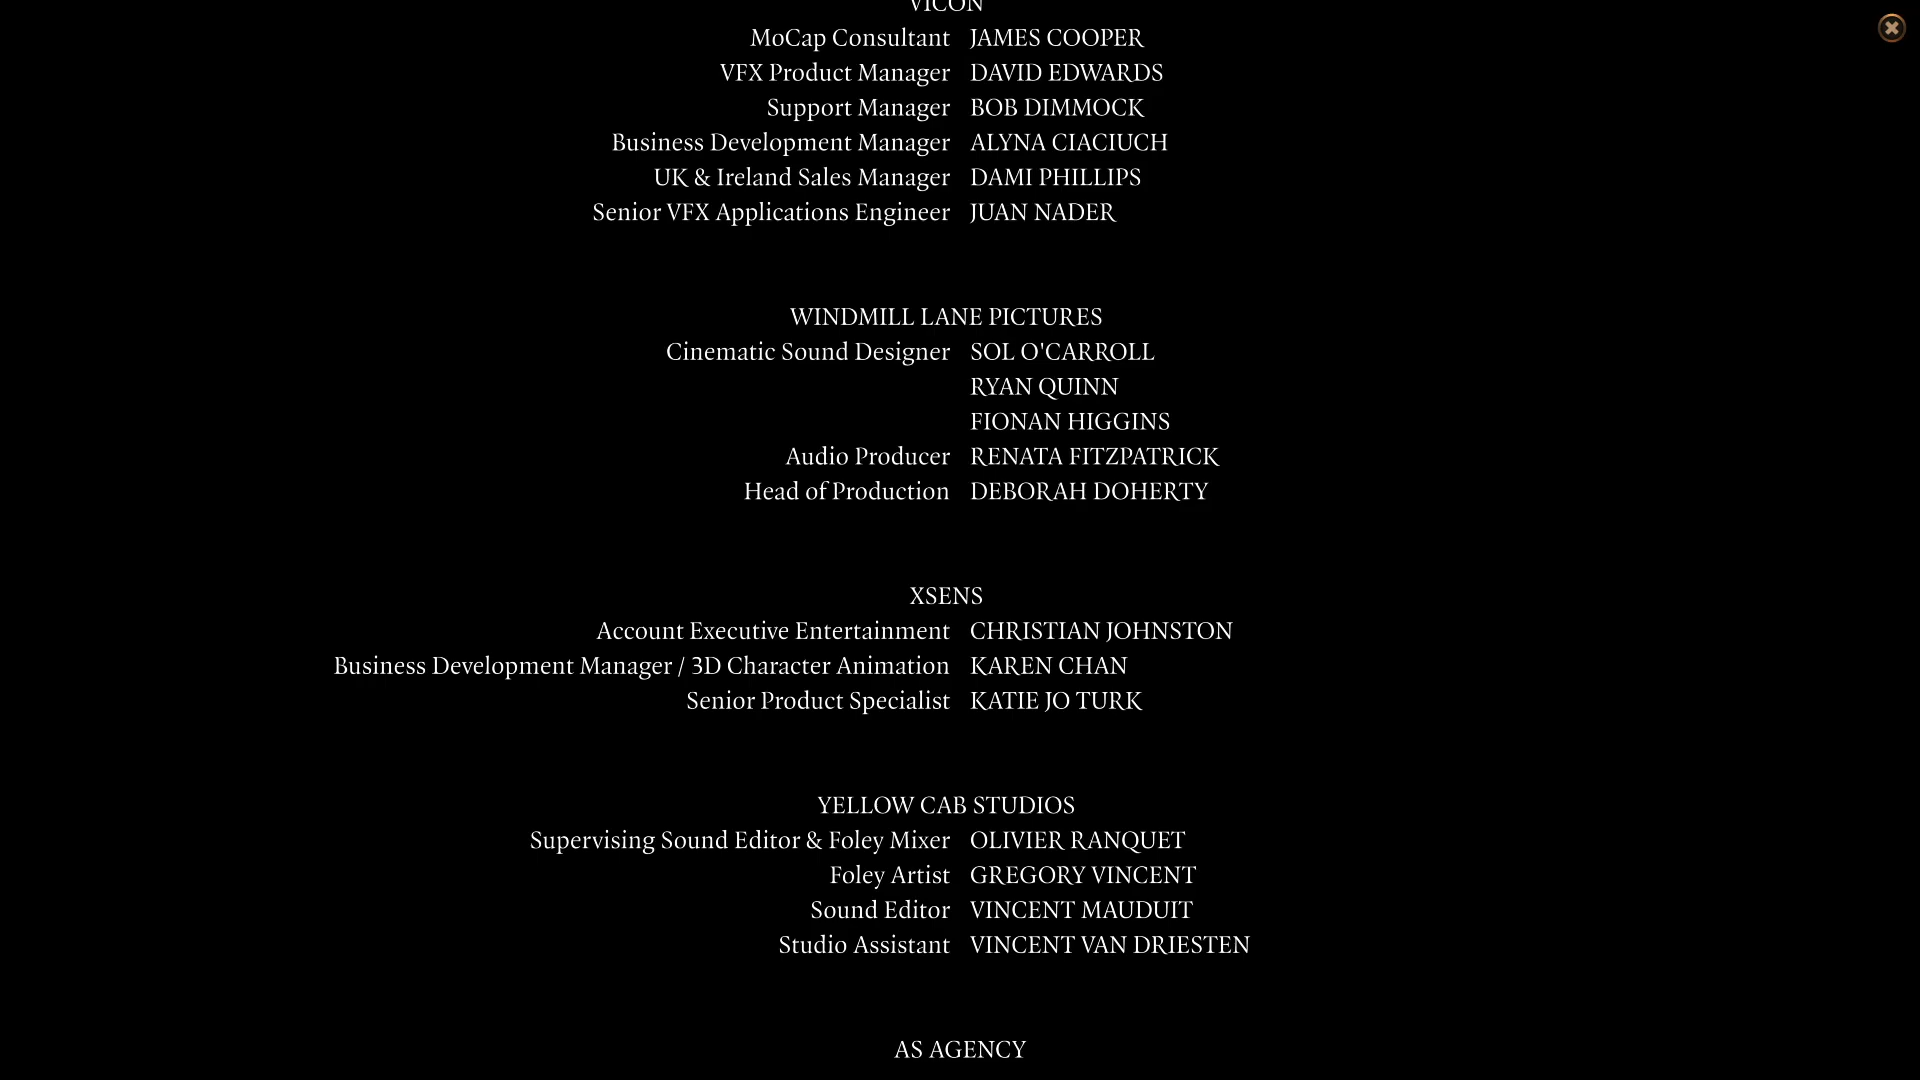 VICON
MoCap Consultant JAMES COOPER
VFX Product Manager DAVID EDWARDS
Support Manager BOB DIMMOCK
Business Development Manager ALYNA CIACIUCH
UK & Ireland Sales Manager DAMI PHILLIPS
Senior VFX Applications Engineer JUAN NADER
WINDMILL LANE PICTURES
Cinematic Sound Designer SOL O'CARROLL
RYAN QUINN
FIONAN HIGGINS
Audio Producer RENATA FITZPATRICK
Head of Production DEBORAH DOHERTY
XSENS
Account Executive Entertainment CHRISTIAN JOHNSTON
Business Development Manager / 3D Character Animation KAREN CHAN
Senior Product Specialist KATIE JO TURK
YELLOW CAB STUDIOS
Supervising Sound Editor & Foley Mixer OLIVIER RANQUET
Foley Artist GREGORY VINCENT
Sound Editor VINCENT MAUDUIT
Studio Assistant VINCENT VAN DRIESTEN
AS AGENCY